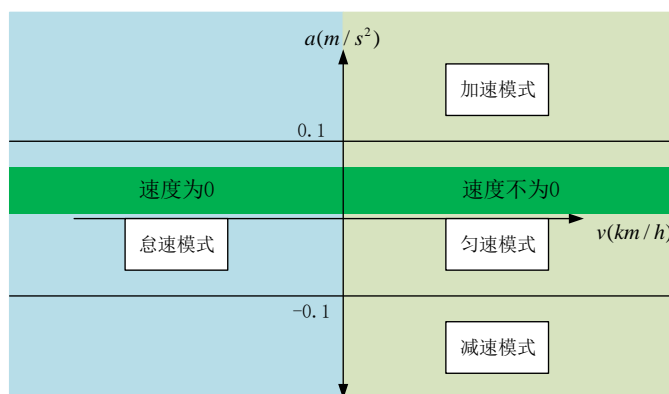 a(m/s²)
加速模式
0.1
速度为0
速度不为0
怠速模式
匀速模式
v(km/h)
-0.1
减速模式